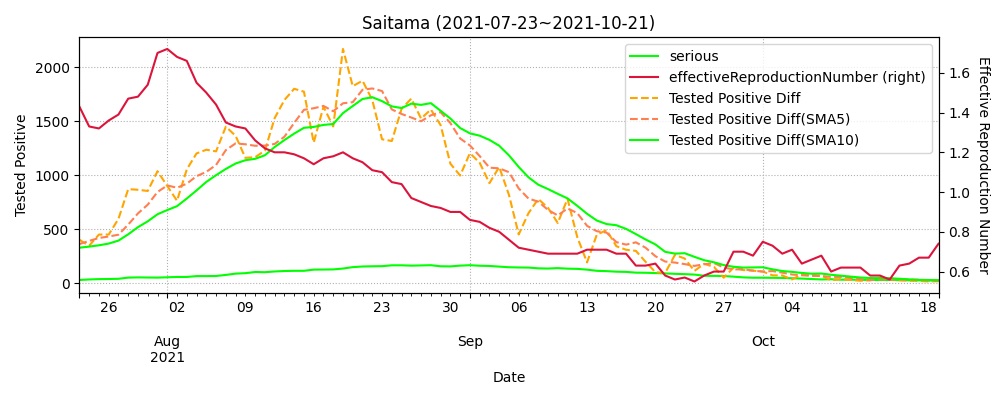 Saitama (2021-07-23~2021-10-21)
serious
effectiveReproductionNumber (right)
Tested Positive Diff
Tested Positive Diff(SMA5)
Tested Positive Diff(SMA10)
Tested Positive
2000
1500
1000
500
0
Effective Reproduction Number
1.6
1.4
1.2
1.0
0.8
0.6
26 02 09 16 23 30 06 13 20 27 04 11 18
Aug Sep Oct
2021
Date